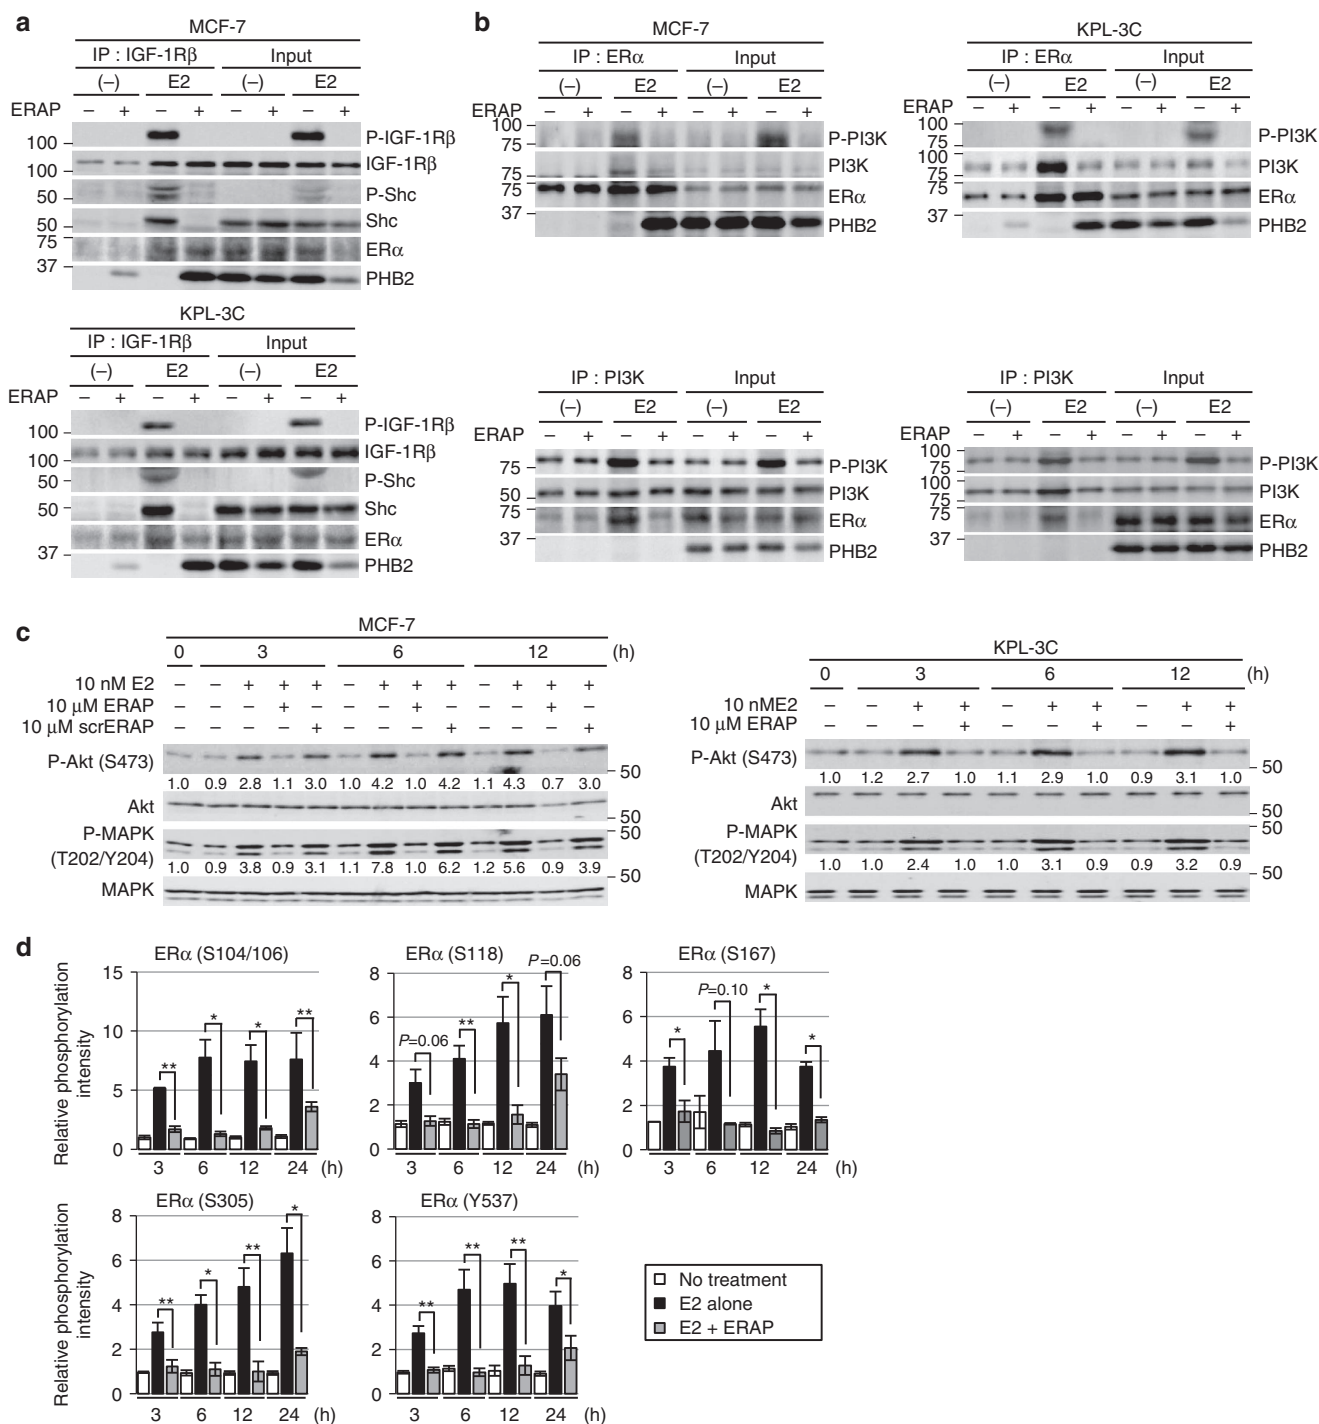 a
MCF-7
IP : IGF-1Rβ Input
(–) E2 (–) E2
ERAP – + – + – + – +
100 P-IGF-1Rβ
100 IGF-1Rβ
50 P-Shc
50 Shc
75 ERα
37 PHB2
KPL-3C
IP : IGF-1Rβ Input
(–) E2 (–) E2
ERAP – + – + – + – +
100 P-IGF-1Rβ
100 IGF-1Rβ
50 P-Shc
50 Shc
ERα
37 PHB2
b
MCF-7
IP : ERα Input
(–) E2 (–) E2
ERAP – + – + – + – +
100
75 P-PI3K
PI3K
75 ERα
37 PHB2
KPL-3C
IP : ERα Input
(–) E2 (–) E2
ERAP – + – + – + – +
100
75 P-PI3K
100
75 PI3K
75 ERα
37 PHB2
IP : PI3K Input
(–) E2 (–) E2
ERAP – + – + – + – +
75 P-PI3K
50 PI3K
75 ERα
37 PHB2
IP : PI3K Input
(–) E2 (–) E2
ERAP – + – + – + – +
100
75 P-PI3K
100
75 PI3K
75 ERα
37 PHB2
c
MCF-7
0 3 6 12 (h)
10 nM E2 – – + + + – + + + – + + +
10 μM ERAP – – – + – – – + – – – + –
10 μM scrERAP – – – – + – – – + – – – +
P-Akt (S473) 50
1.0 0.9 2.8 1.1 3.0 1.0 4.2 1.0 4.2 1.1 4.3 0.7 3.0
Akt 50
P-MAPK 50
(T202/Y204)
1.0 0.9 3.8 0.9 3.1 1.1 7.8 1.0 6.2 1.2 5.6 0.9 3.9
50
MAPK
KPL-3C
0 3 6 12 (h)
10 nME2 – – + + – + + – + +
10 μM ERAP – – – + – – + – – +
P-Akt (S473) 50
1.0 1.2 2.7 1.0 1.1 2.9 1.0 0.9 3.1 1.0
Akt 50
P-MAPK 50
(T202/Y204)
1.0 1.0 2.4 1.0 1.0 3.1 0.9 0.9 3.2 0.9
50
MAPK
d
ERα (S104/106)
Relative phosphorylation
intensity
15
10
5
0
** * * **
3 6 12 24 (h)
ERα (S118)
8
6
4
2
0
P=0.06 ** * P=0.06
3 6 12 24 (h)
ERα (S167)
8
6
4
2
0
* P=0.10 * *
3 6 12 24 (h)
ERα (S305)
Relative phosphorylation
intensity
8
6
4
2
0
** * ** *
3 6 12 24 (h)
ERα (Y537)
8
6
4
2
0
** ** ** *
3 6 12 24 (h)
No treatment
E2 alone
E2 + ERAP